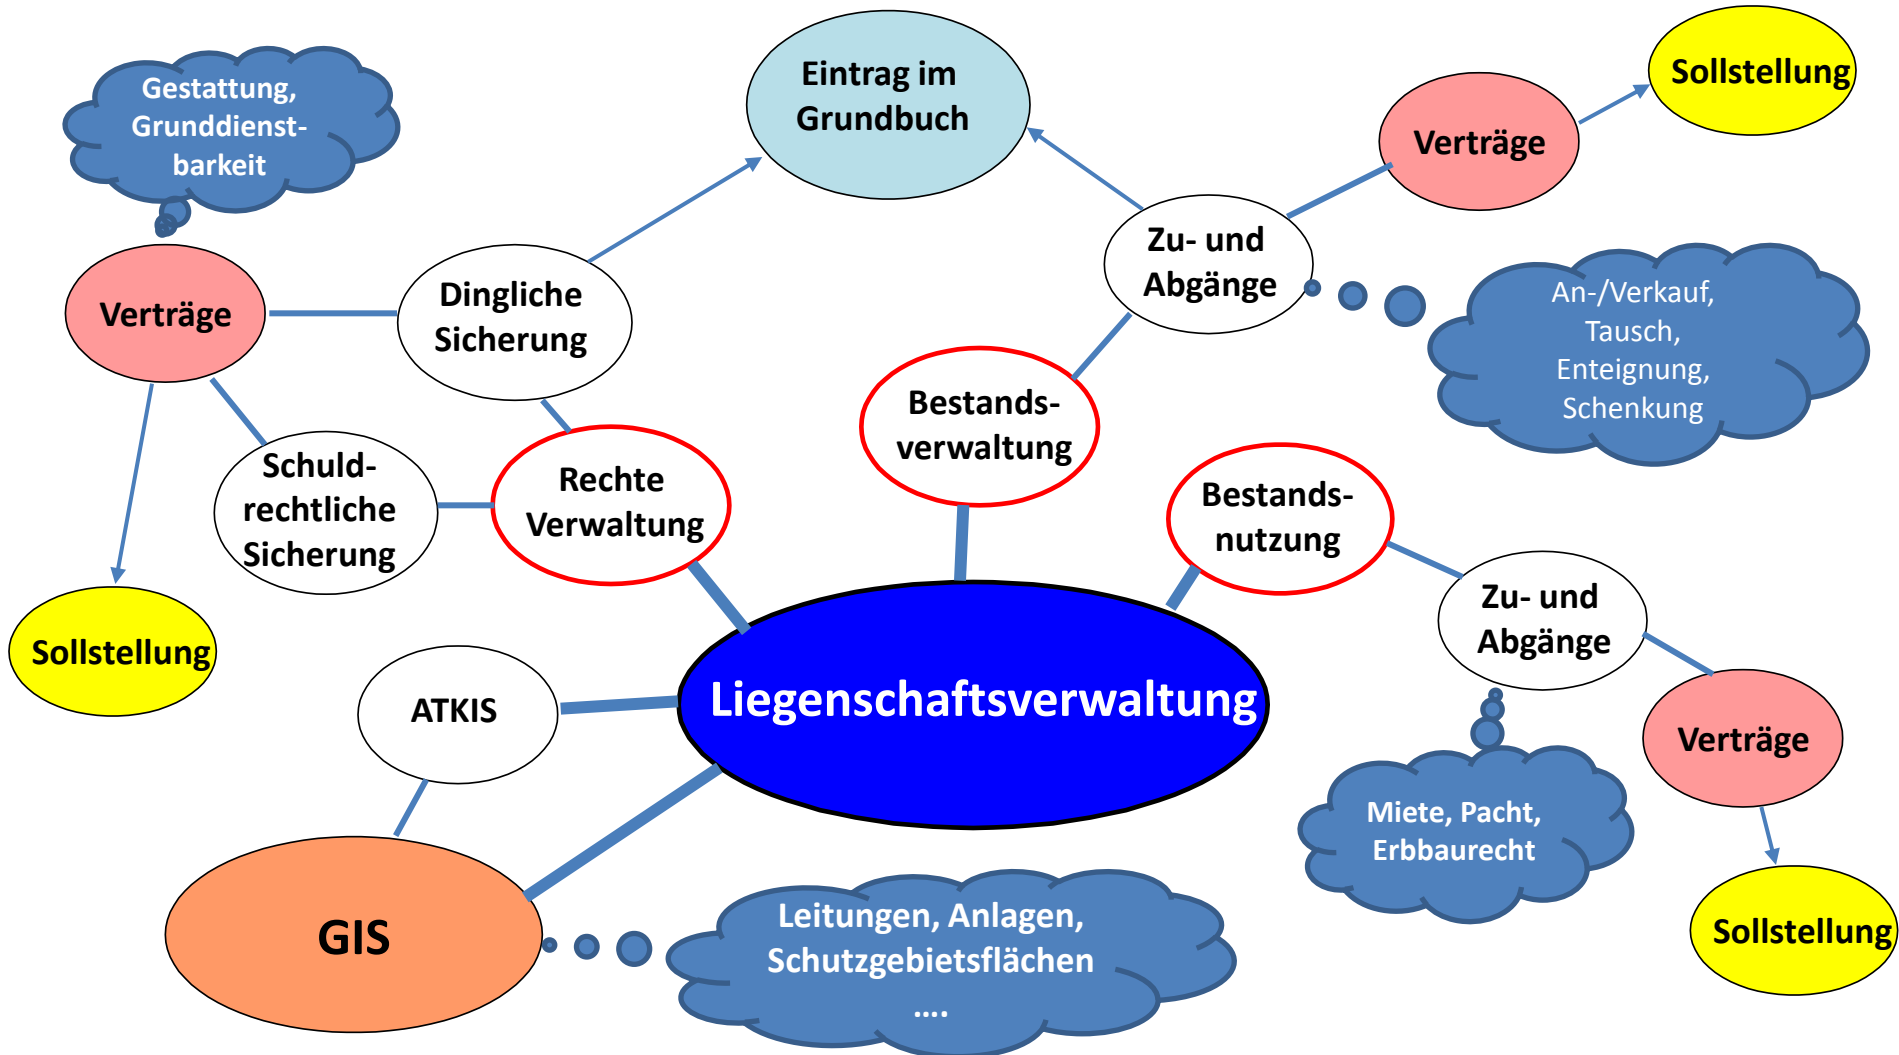 Gestattung,
Grunddienst-
barkeit
Eintrag im
Grundbuch
Sollstellung
Verträge
Zu- und
Abgänge
An-/Verkauf,
Tausch,
Enteignung,
Schenkung
Verträge
Dingliche
Sicherung
Bestands-
verwaltung
Schuld-
rechtliche
Sicherung
Rechte
Verwaltung
Bestands-
nutzung
Zu- und
Abgänge
Sollstellung
ATKIS
Liegenschaftsverwaltung
Verträge
Miete, Pacht,
Erbbaurecht
GIS
Leitungen, Anlagen,
Schutzgebietsflächen
....
Sollstellung